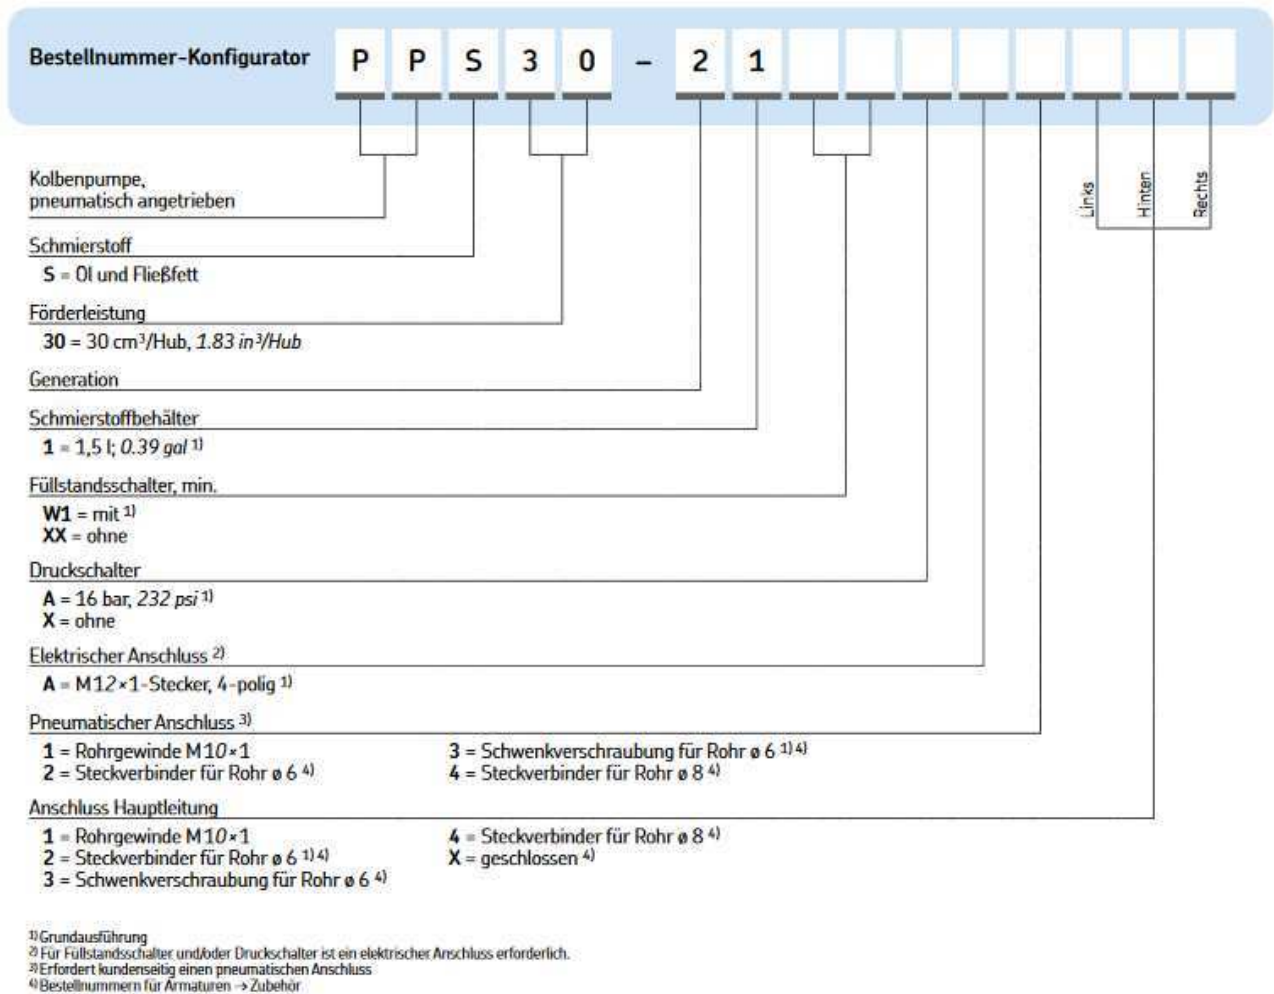 Bestellnummer-Konfigurator P P S 3 0 – 2 1
Links
Hinten
Rechts
Kolbenpumpe,
pneumatisch angetrieben
Schmierstoff
S = Öl und Fließfett
Förderleistung
30 = 30 cm³/Hub, 1.83 in³/Hub
Generation
Schmierstoffbehälter
1 = 1,5 l; 0.39 gal 1)
Füllstandsschalter, min.
W1 = mit 1)
XX = ohne
Druckschalter
A = 16 bar, 232 psi 1)
X = ohne
Elektrischer Anschluss 2)
A = M12×1-Stecker, 4-polig 1)
Pneumatischer Anschluss 3)
1 = Rohrgewinde M10×1
2 = Steckverbinder für Rohr ø 6 4)
3 = Schwenkverschraubung für Rohr ø 6 1) 4)
4 = Steckverbinder für Rohr ø 8 4)
Anschluss Hauptleitung
1 = Rohrgewinde M10×1
2 = Steckverbinder für Rohr ø 6 1) 4)
3 = Schwenkverschraubung für Rohr ø 6 4)
4 = Steckverbinder für Rohr ø 8 4)
X = geschlossen 4)
1) Grundausführung
2) Für Füllstandsschalter und/oder Druckschalter ist ein elektrischer Anschluss erforderlich.
3) Erfordert kundenseitig einen pneumatischen Anschluss
4) Bestellnummern für Armaturen → Zubehör